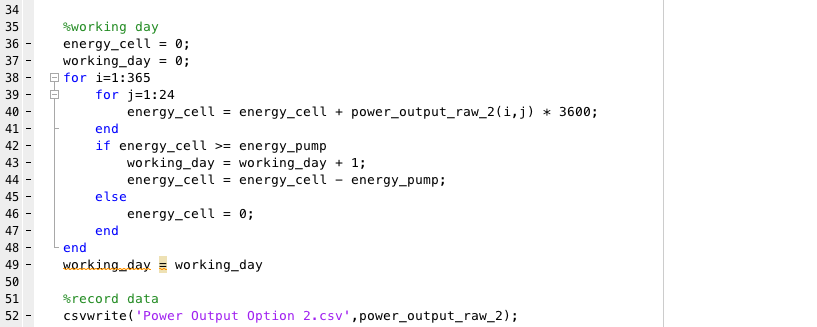 34
35 %working day
36 - energy_cell = 0;
37 - working_day = 0;
38 - for i=1:365
39 - for j=1:24
40 - energy_cell = energy_cell + power_output_raw_2(i,j) * 3600;
41 - end
42 - if energy_cell >= energy_pump
43 - working_day = working_day + 1;
44 - energy_cell = energy_cell - energy_pump;
45 - else
46 - energy_cell = 0;
47 - end
48 - end
49 - working_day = working_day
50
51 %record data
52 - csvwrite('Power Output Option 2.csv',power_output_raw_2);